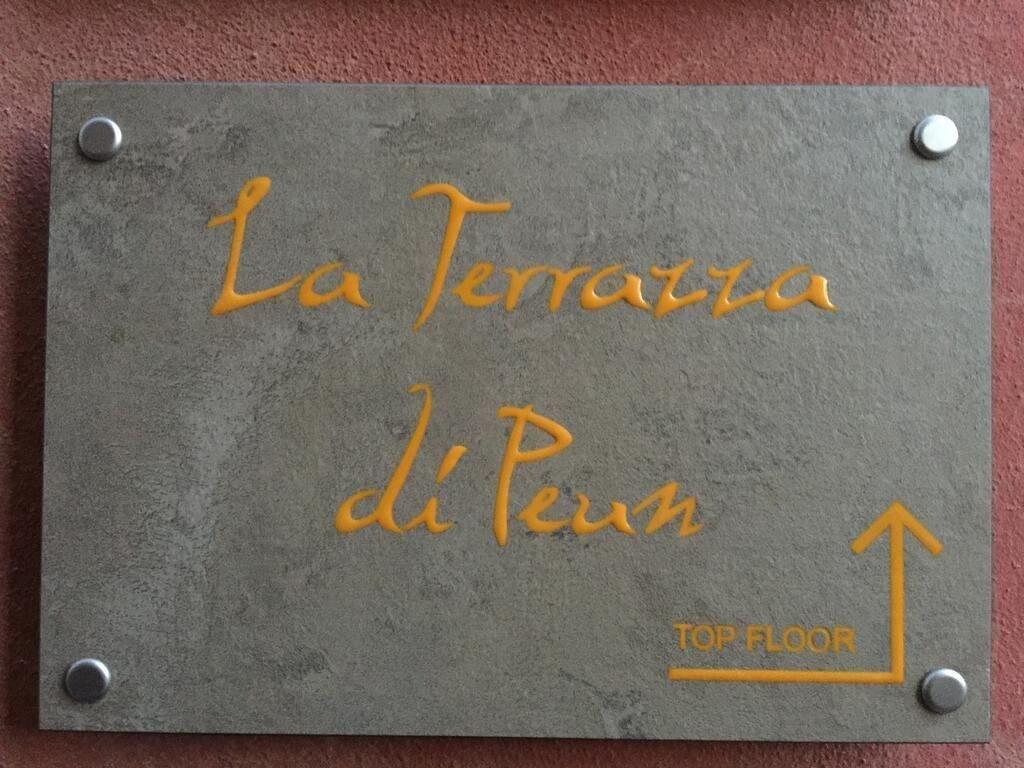 La Terrazza
di Peun
TOP FLOOR